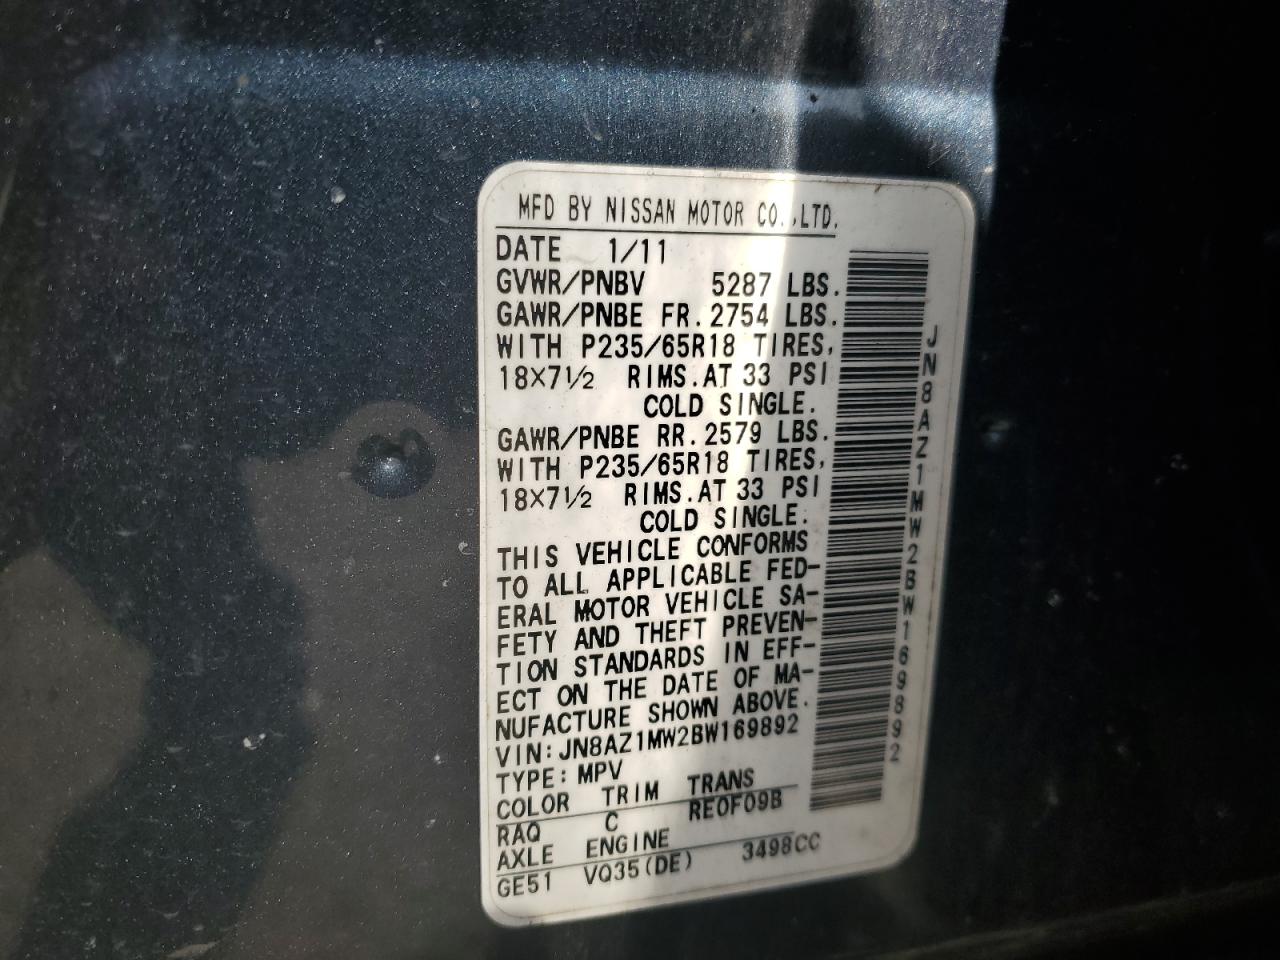 MFD BY NISSAN MOTOR CO.,LTD.
DATE 1/11
GVWR/PNBV 5287 LBS.
GAWR/PNBE FR. 2754 LBS.
WITH P235/65R18 TIRES,
18×7½ RIMS. AT 33 PSI
COLD SINGLE.
GAWR/PNBE RR. 2579 LBS.
WITH P235/65R18 TIRES,
18×7½ RIMS. AT 33 PSI
COLD SINGLE.
THIS VEHICLE CONFORMS
TO ALL APPLICABLE FED-
ERAL MOTOR VEHICLE SA-
FETY AND THEFT PREVEN-
TION STANDARDS IN EFF-
ECT ON THE DATE OF MA-
NUFACTURE SHOWN ABOVE.
VIN: JN8AZ1MW2BW169892
TYPE: MPV
COLOR TRIM TRANS
RAQ C RE0F09B
AXLE ENGINE
GE51 VQ35(DE) 3498CC
JN8AZ1MW2BW169892